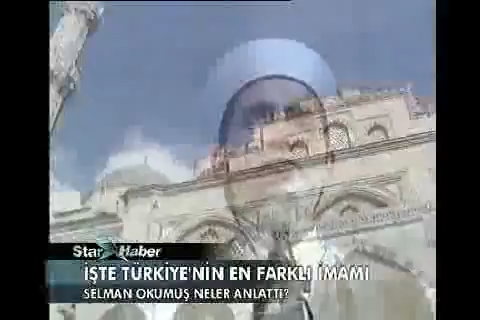 Star Haber
İŞTE TÜRKİYE'NİN EN FARKLI İMAMI
SELMAN OKUMUŞ NELER ANLATTI?